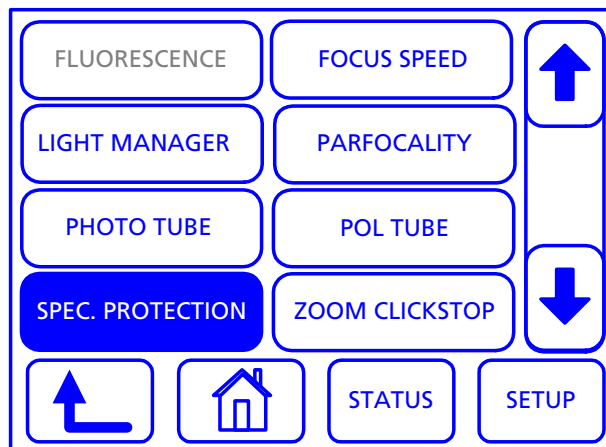 FLUORESCENCE
FOCUS SPEED
LIGHT MANAGER
PARFOCALITY
PHOTO TUBE
POL TUBE
SPEC. PROTECTION
ZOOM CLICKSTOP
STATUS
SETUP